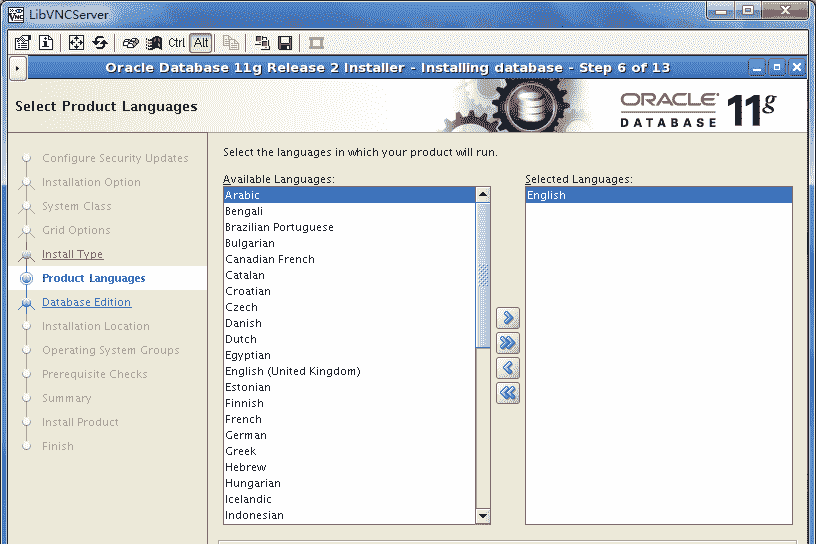 LibVNCServer
Ctrl Alt
Oracle Database 11g Release 2 Installer - Installing database - Step 6 of 13
Select Product Languages
ORACLE
DATABASE 11g
Configure Security Updates
Installation Option
System Class
Grid Options
Install Type
Product Languages
Database Edition
Installation Location
Operating System Groups
Prerequisite Checks
Summary
Install Product
Finish
Select the languages in which your product will run.
Available Languages:
Arabic
Bengali
Brazilian Portuguese
Bulgarian
Canadian French
Catalan
Croatian
Czech
Danish
Dutch
Egyptian
English (United Kingdom)
Estonian
Finnish
French
German
Greek
Hebrew
Hungarian
Icelandic
Indonesian
Selected Languages:
English